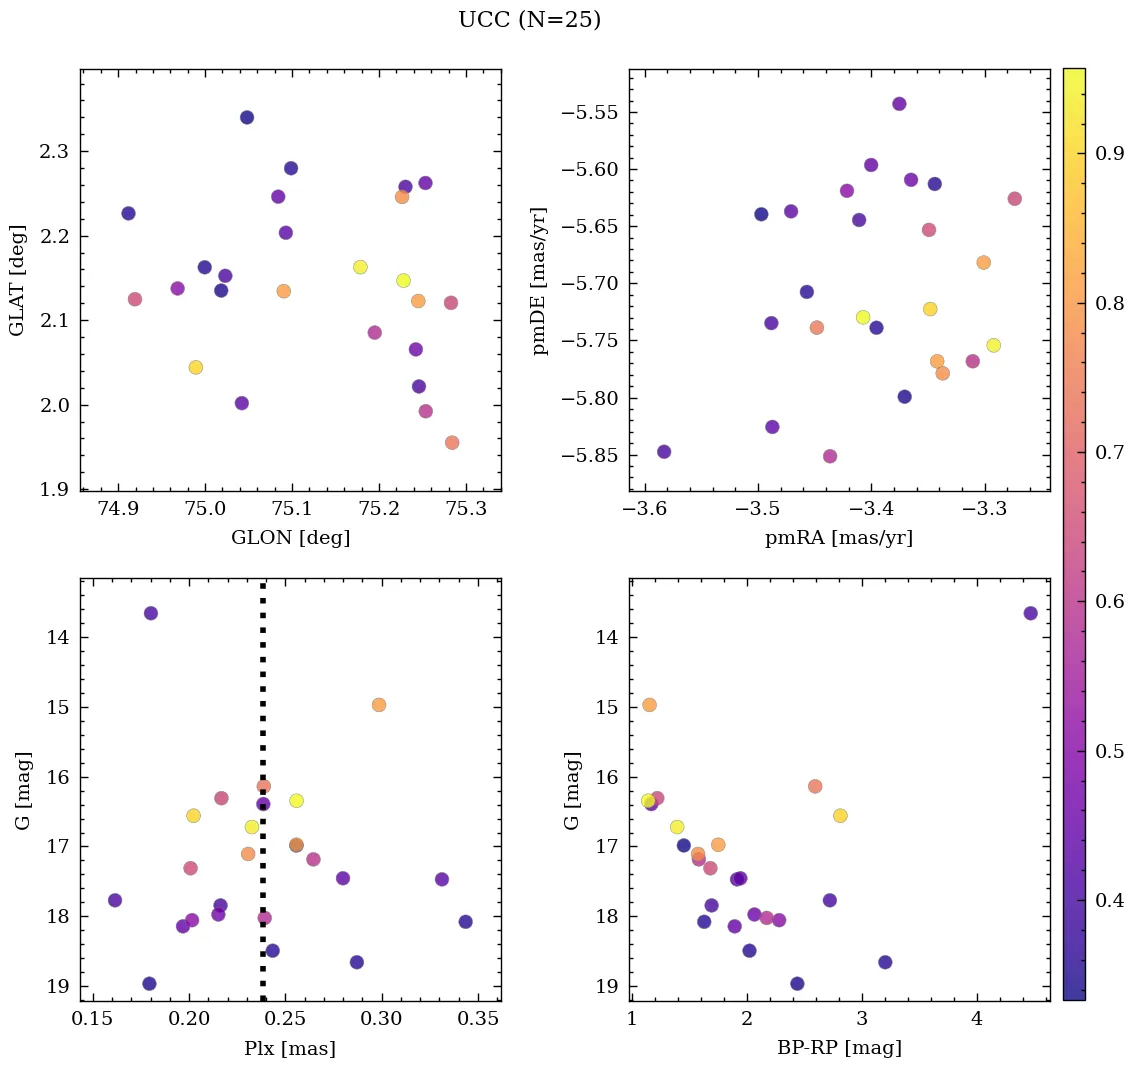 UCC (N=25)
2.3
2.2
2.1
2.0
1.9
GLAT [deg]
74.9 75.0 75.1 75.2 75.3
GLON [deg]
−5.55
−5.60
−5.65
−5.70
−5.75
−5.80
−5.85
pmDE [mas/yr]
−3.6 −3.5 −3.4 −3.3
pmRA [mas/yr]
14
15
16
17
18
19
G [mag]
0.15 0.20 0.25 0.30 0.35
Plx [mas]
14
15
16
17
18
19
G [mag]
1 2 3 4
BP-RP [mag]
0.9
0.8
0.7
0.6
0.5
0.4